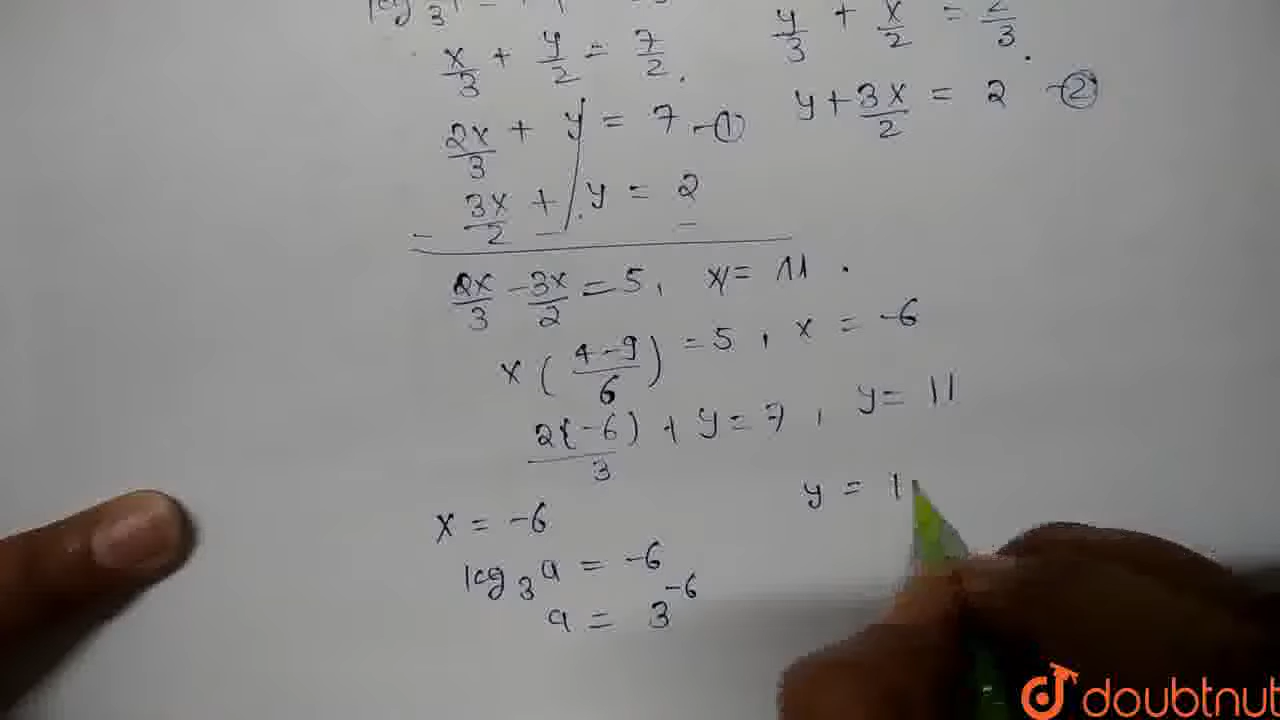 x/3 + y/2 = 7/2.
y/3 + x/2 = 2/3.
2x/3 + y = 7 -①
y + 3x/2 = 2 -②
- 3x/2 + y = 2
2x/3 - 3x/2 = 5, x = 11.
x(4-9/6) = 5, x = -6
2(-6)/3 + y = 7, y = 11
x = -6
y = 1
log₃a = -6
a = 3⁻⁶
doubtnut